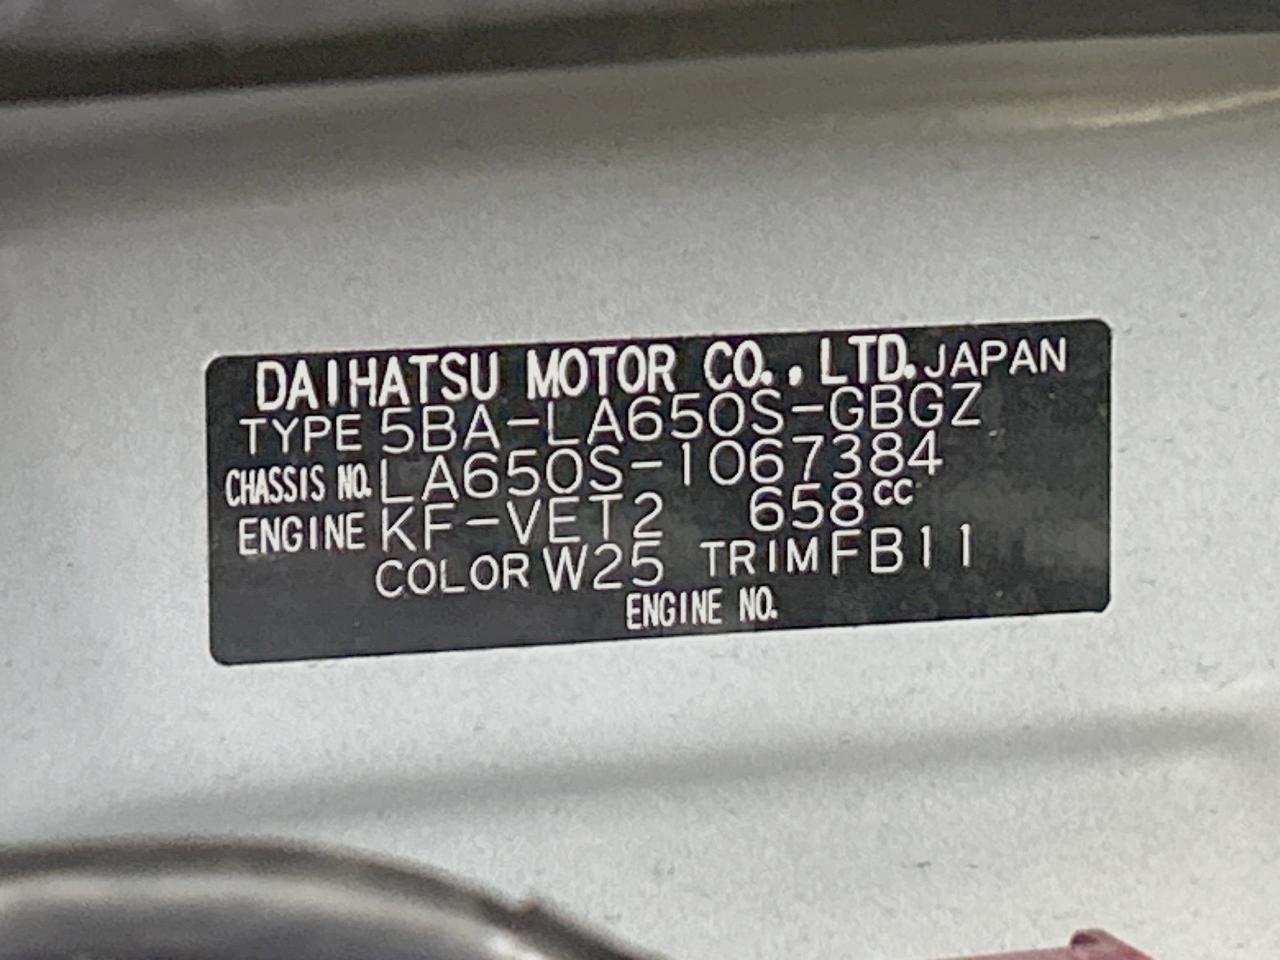 DAIHATSU MOTOR CO., LTD. JAPAN
TYPE 5BA-LA650S-GBGZ
CHASSIS NO. LA650S-1067384
ENGINE KF-VET2 658cc
COLOR W25 TRIM FB11
ENGINE NO.